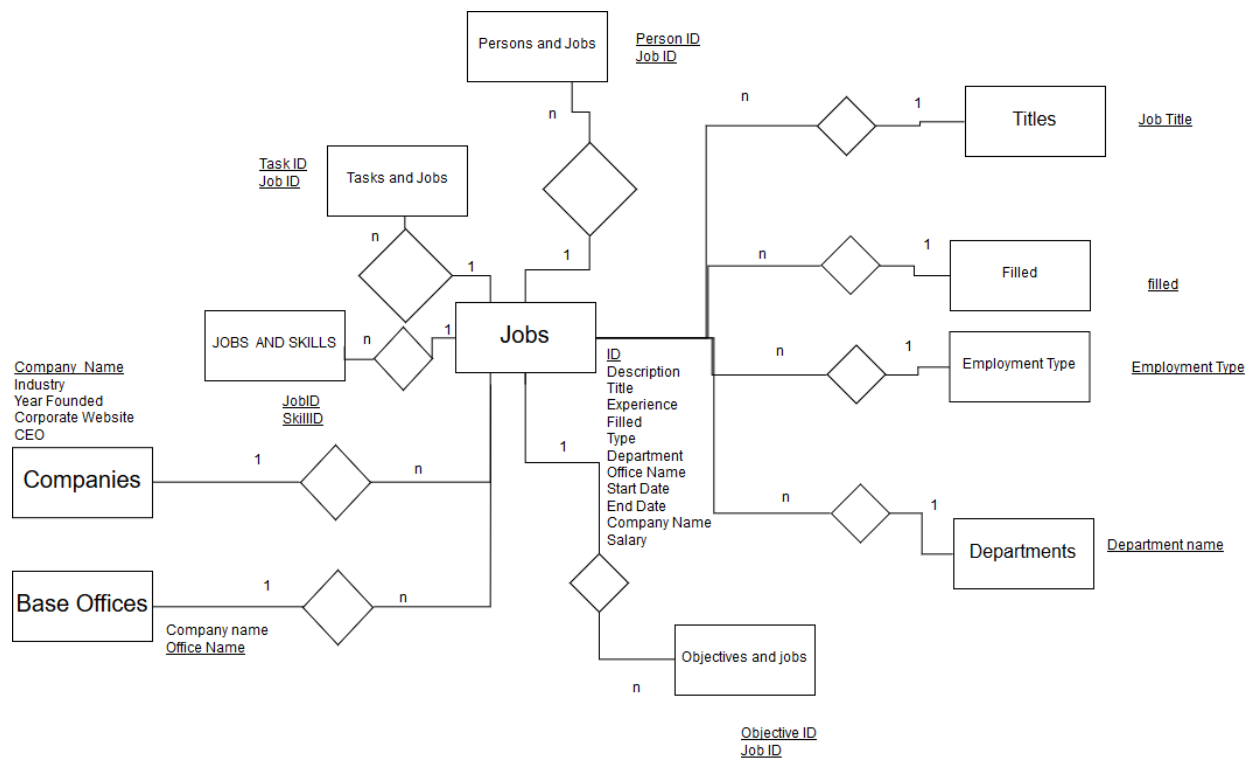 Persons and Jobs
Person ID
Job ID
n
n
1
Titles
Job Title
Task ID
Job ID
Tasks and Jobs
n
1
1
n
1
Filled
filled
JOBS AND SKILLS
n
1
Jobs
n
1
Employment Type
Employment Type
Company Name
Industry
Year Founded
Corporate Website
CEO
JobID
SkillID
ID
Description
Title
Experience
Filled
Type
Department
Office Name
Start Date
End Date
Company Name
Salary
Companies
1
n
1
n
1
Departments
Department name
Base Offices
1
n
Company name
Office Name
Objectives and jobs
n
Objective ID
Job ID